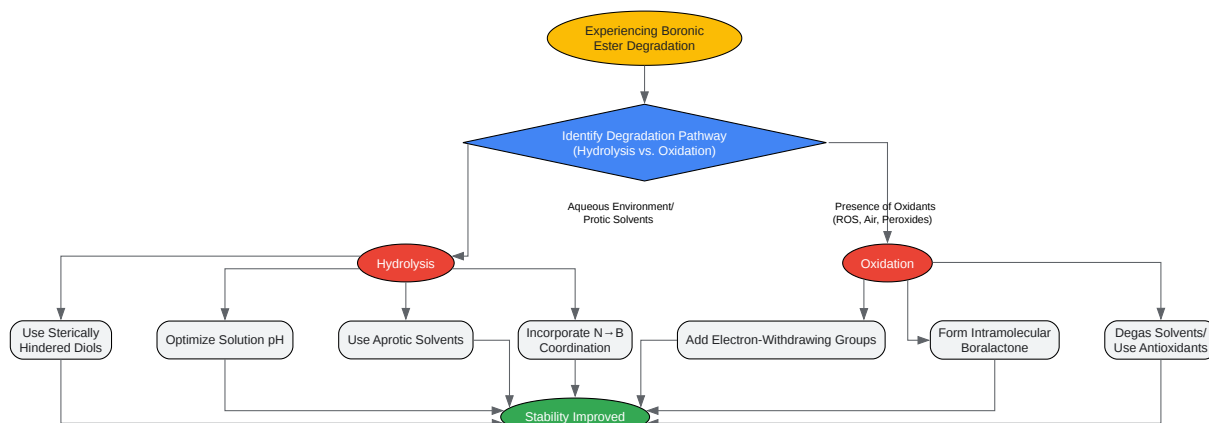 Experiencing Boronic
Ester Degradation
Identify Degradation Pathway
(Hydrolysis vs. Oxidation)
Aqueous Environment/
Protic Solvents
Presence of Oxidants
(ROS, Air, Peroxides)
Hydrolysis
Oxidation
Use Sterically
Hindered Diols
Optimize Solution pH
Use Aprotic Solvents
Incorporate N→B
Coordination
Add Electron-Withdrawing Groups
Form Intramolecular
Boralactone
Degas Solvents/
Use Antioxidants
Stability Improved